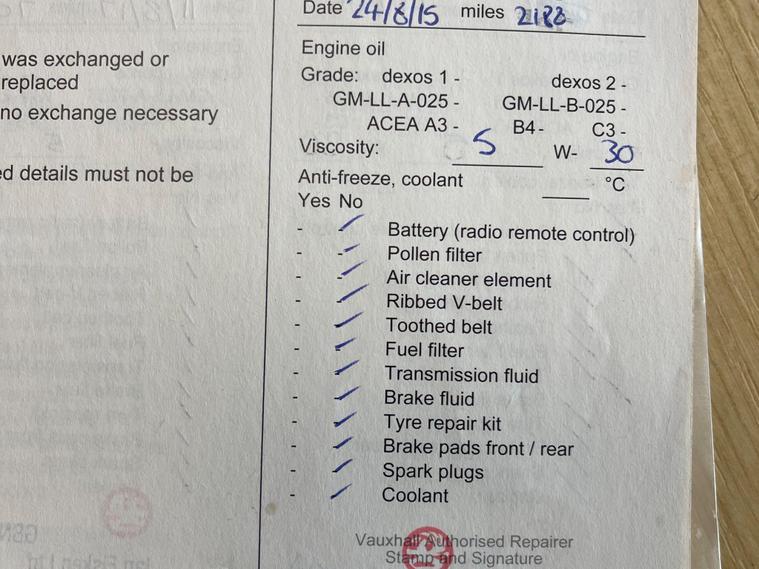 Date 24/8/15 miles
was exchanged or
replaced
no exchange necessary
ed details must not be
Engine oil
Grade: dexos 1 - dexos 2 -
GM-LL-A-025 - GM-LL-B-025 -
ACEA A3 - B4 - C3 -
Viscosity: 5 W- 30
Anti-freeze, coolant °C
Yes No
- ✓ Battery (radio remote control)
- ✓ Pollen filter
- ✓ Air cleaner element
- ✓ Ribbed V-belt
- ✓ Toothed belt
- ✓ Fuel filter
- ✓ Transmission fluid
- ✓ Brake fluid
- ✓ Tyre repair kit
- ✓ Brake pads front / rear
- ✓ Spark plugs
- ✓ Coolant
Vauxhall Authorised Repairer
Stamp and Signature